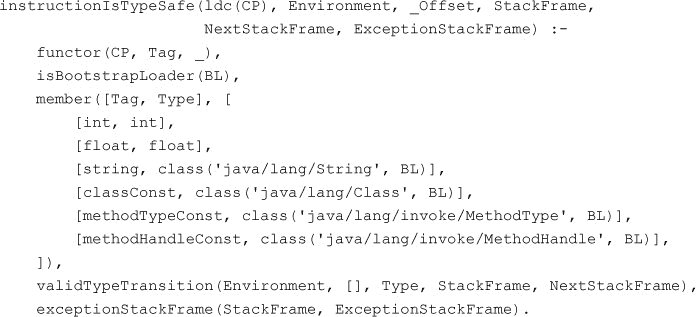 instructionIsTypeSafe(ldc(CP), Environment, _Offset, StackFrame,
                      NextStackFrame, ExceptionStackFrame) :-
    functor(CP, Tag, _),
    isBootstrapLoader(BL),
    member([Tag, Type], [
        [int, int],
        [float, float],
        [string, class('java/lang/String', BL)],
        [classConst, class('java/lang/Class', BL)],
        [methodTypeConst, class('java/lang/invoke/MethodType', BL)],
        [methodHandleConst, class('java/lang/invoke/MethodHandle', BL)],
    ]),
    validTypeTransition(Environment, [], Type, StackFrame, NextStackFrame),
    exceptionStackFrame(StackFrame, ExceptionStackFrame).